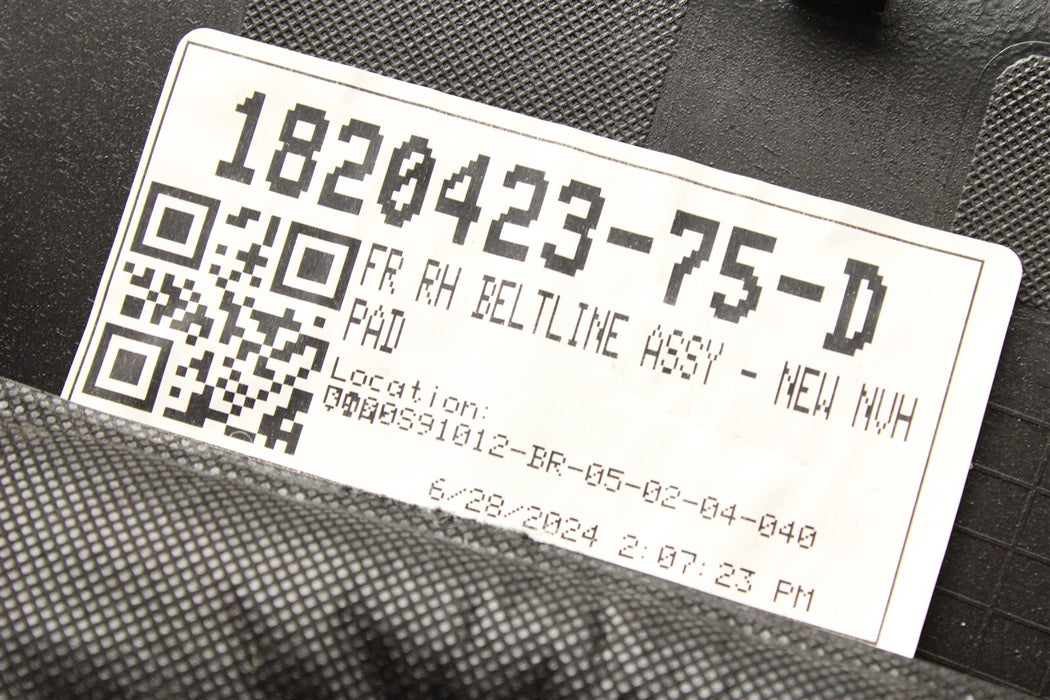 1820423-75-D
FR RH BELTLINE ASSY - NEW NVH
PAD
Location:
S91012-BR-05-02-04-040
6/28/2024 2:07:23 PM